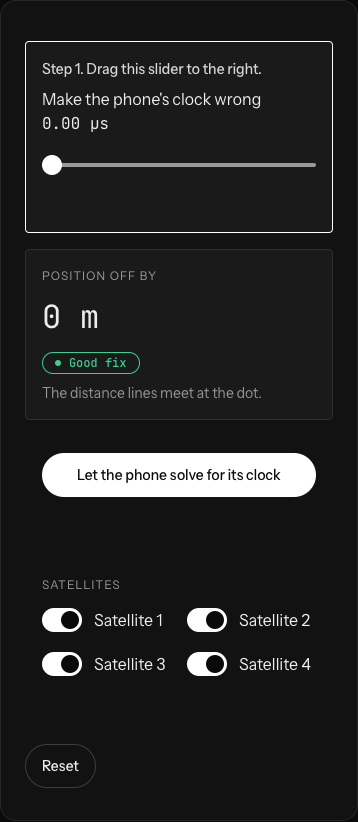 Step 1. Drag this slider to the right.
Make the phone's clock wrong
0.00 µs
POSITION OFF BY
0 m
Good fix
The distance lines meet at the dot.
Let the phone solve for its clock
SATELLITES
Satellite 1
Satellite 2
Satellite 3
Satellite 4
Reset